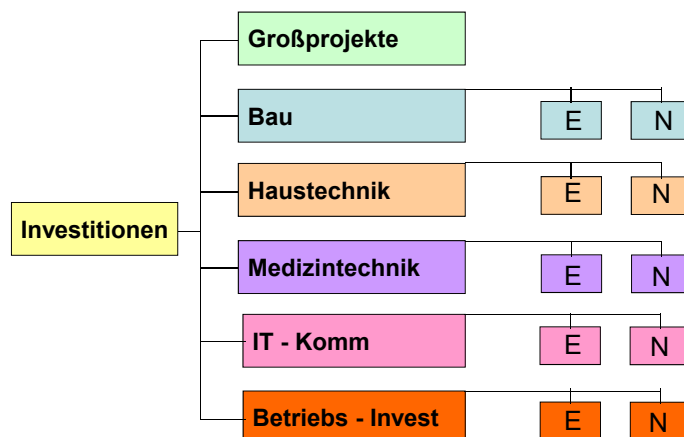 Großprojekte
Bau E N
Haustechnik E N
Investitionen
Medizintechnik E N
IT - Komm E N
Betriebs - Invest E N